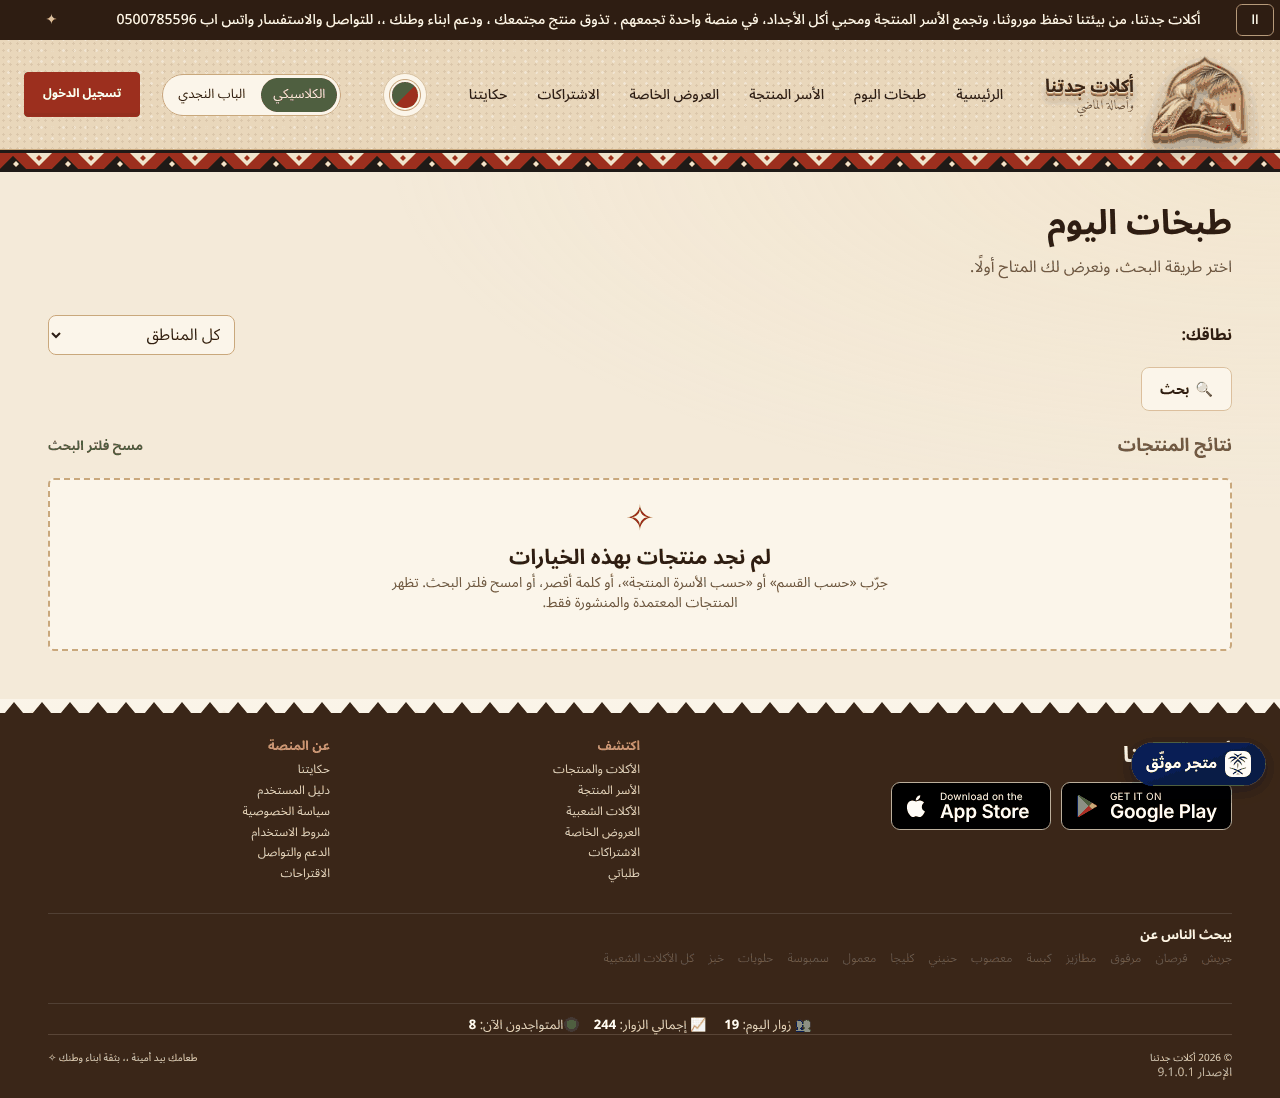 أكلات جدتنا، من بيئتنا تحفظ موروثنا، وتجمع الأسر المنتجة ومحبي أكل الأجداد، في منصة واحدة تجمعهم . تذوق منتج مجتمعك ، ودعم ابناء وطنك ،، للتواصل والاستفسار واتس اب 0500785596 ✦
أكلات جدتنا
وأصالة الماضي
الرئيسية
طبخات اليوم
الأسر المنتجة
العروض الخاصة
الاشتراكات
حكايتنا
الكلاسيكي
الباب النجدي
تسجيل الدخول
طبخات اليوم
اختر طريقة البحث، ونعرض لك المتاح أولًا.
نطاقك:
كل المناطق
🔍 بحث
نتائج المنتجات
مسح فلتر البحث
لم نجد منتجات بهذه الخيارات
جرّب «حسب القسم» أو «حسب الأسرة المنتجة»، أو كلمة أقصر، أو امسح فلتر البحث. تظهر
المنتجات المعتمدة والمنشورة فقط.
متجر موثّق
GET IT ON
Google Play
Download on the
App Store
اكتشف
الأكلات والمنتجات
الأسر المنتجة
الأكلات الشعبية
العروض الخاصة
الاشتراكات
طلباتي
عن المنصة
حكايتنا
دليل المستخدم
سياسة الخصوصية
شروط الاستخدام
الدعم والتواصل
الاقتراحات
يبحث الناس عن
جريش قرصان مرقوق مطازيز كبسة معصوب حنيني كليجا معمول سمبوسة حلويات خبز كل الأكلات الشعبية
👥 زوار اليوم: 19 📈 إجمالي الزوار: 244 المتواجدون الآن: 8
© 2026 أكلات جدتنا
الإصدار 9.1.0.1
طعامك بيد أمينة .. بثقة ابناء وطنك ✧